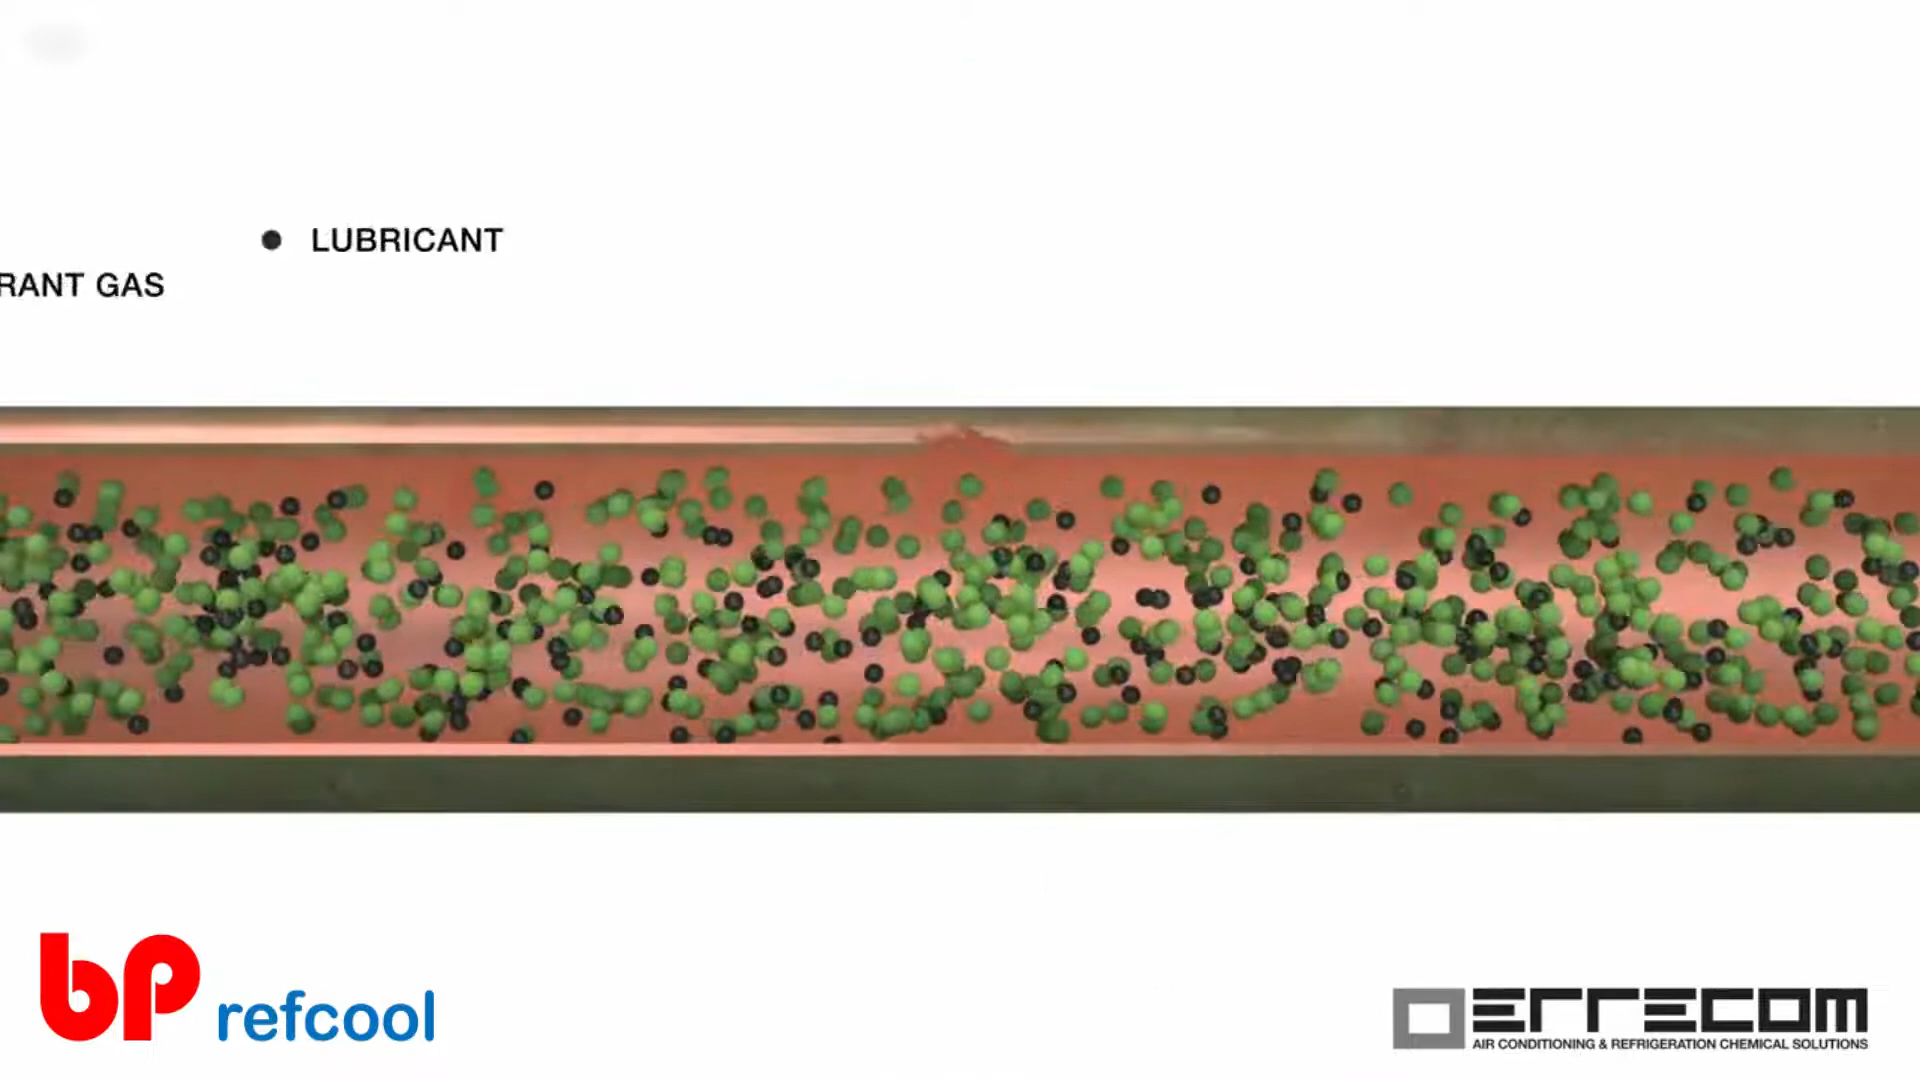 LUBRICANT
RANT GAS
bp refcool
errecom
AIR CONDITIONING & REFRIGERATION CHEMICAL SOLUTIONS